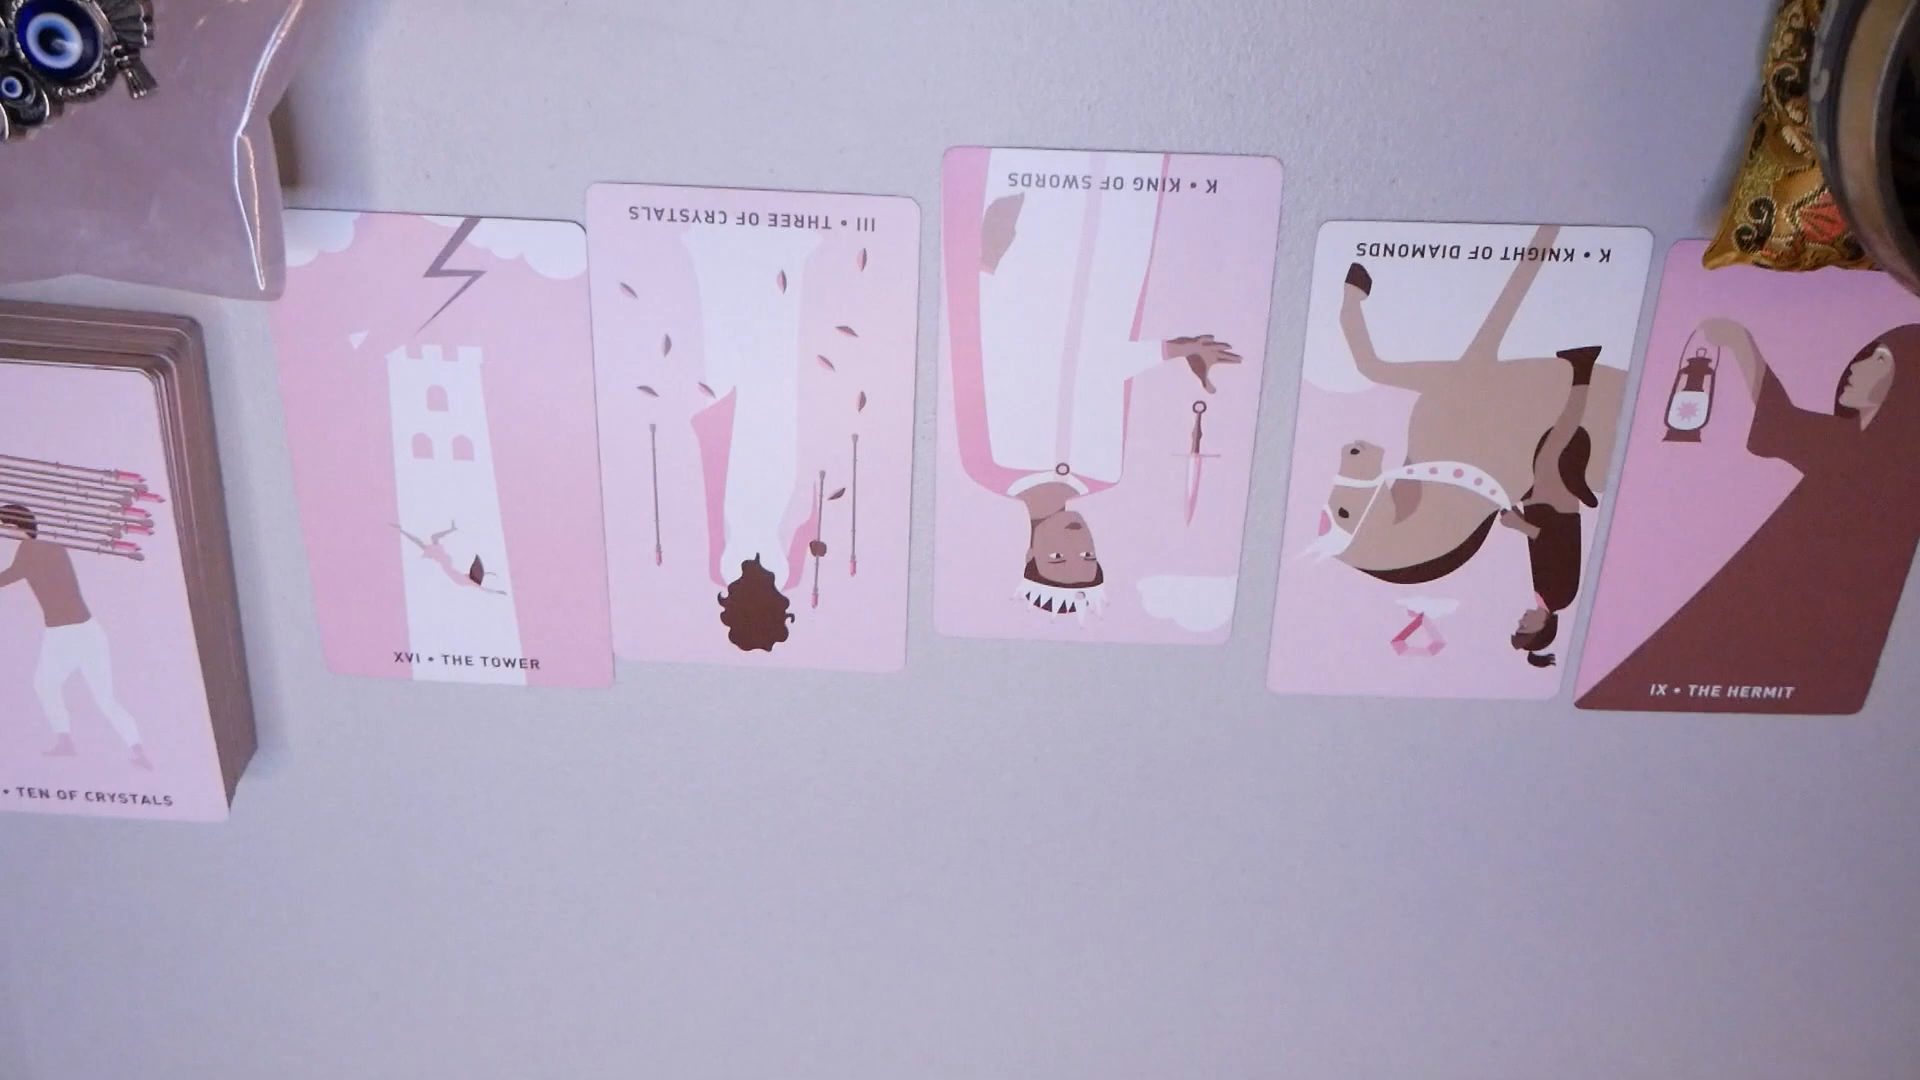 • TEN OF CRYSTALS
XVI • THE TOWER
III • THREE OF CRYSTALS
K • KING OF SWORDS
K • KNIGHT OF DIAMONDS
IX • THE HERMIT